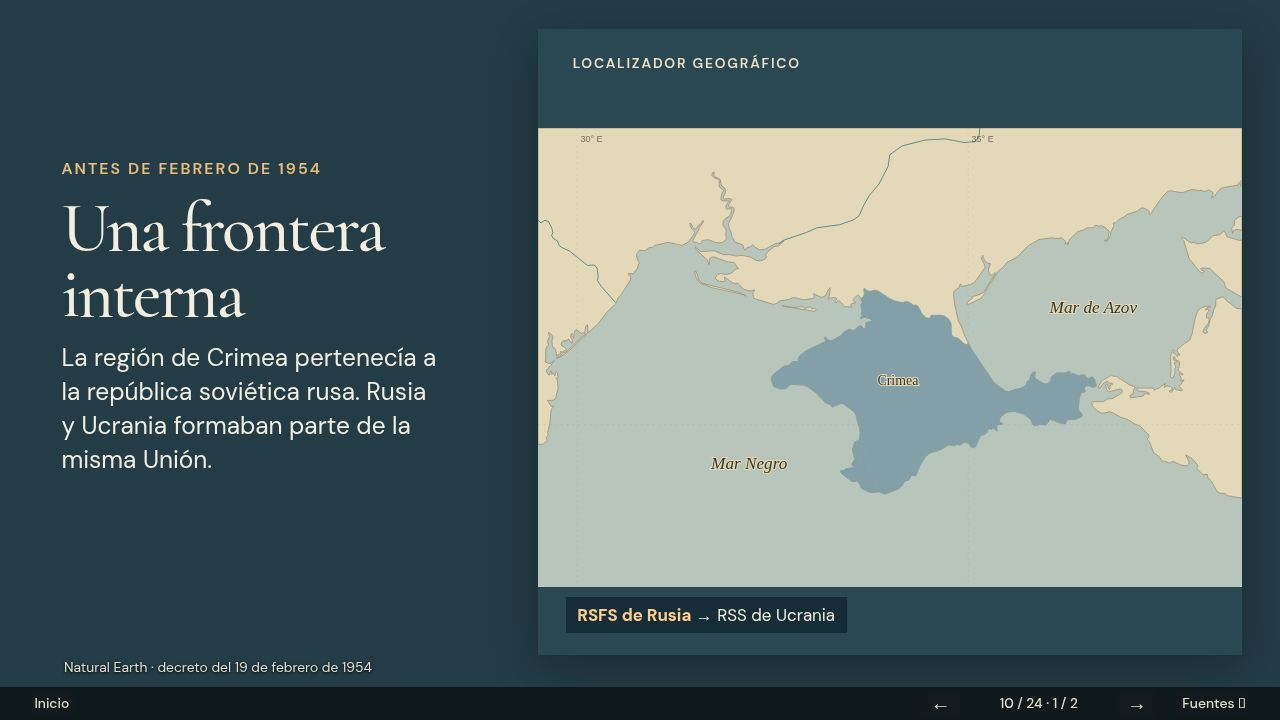 LOCALIZADOR GEOGRÁFICO
ANTES DE FEBRERO DE 1954
Una frontera
interna
La región de Crimea pertenecía a
la república soviética rusa. Rusia
y Ucrania formaban parte de la
misma Unión.
30° E
35° E
Mar de Azov
Crimea
Mar Negro
RSFS de Rusia → RSS de Ucrania
Natural Earth · decreto del 19 de febrero de 1954
Inicio
← 10 / 24 · 1 / 2 →
Fuentes